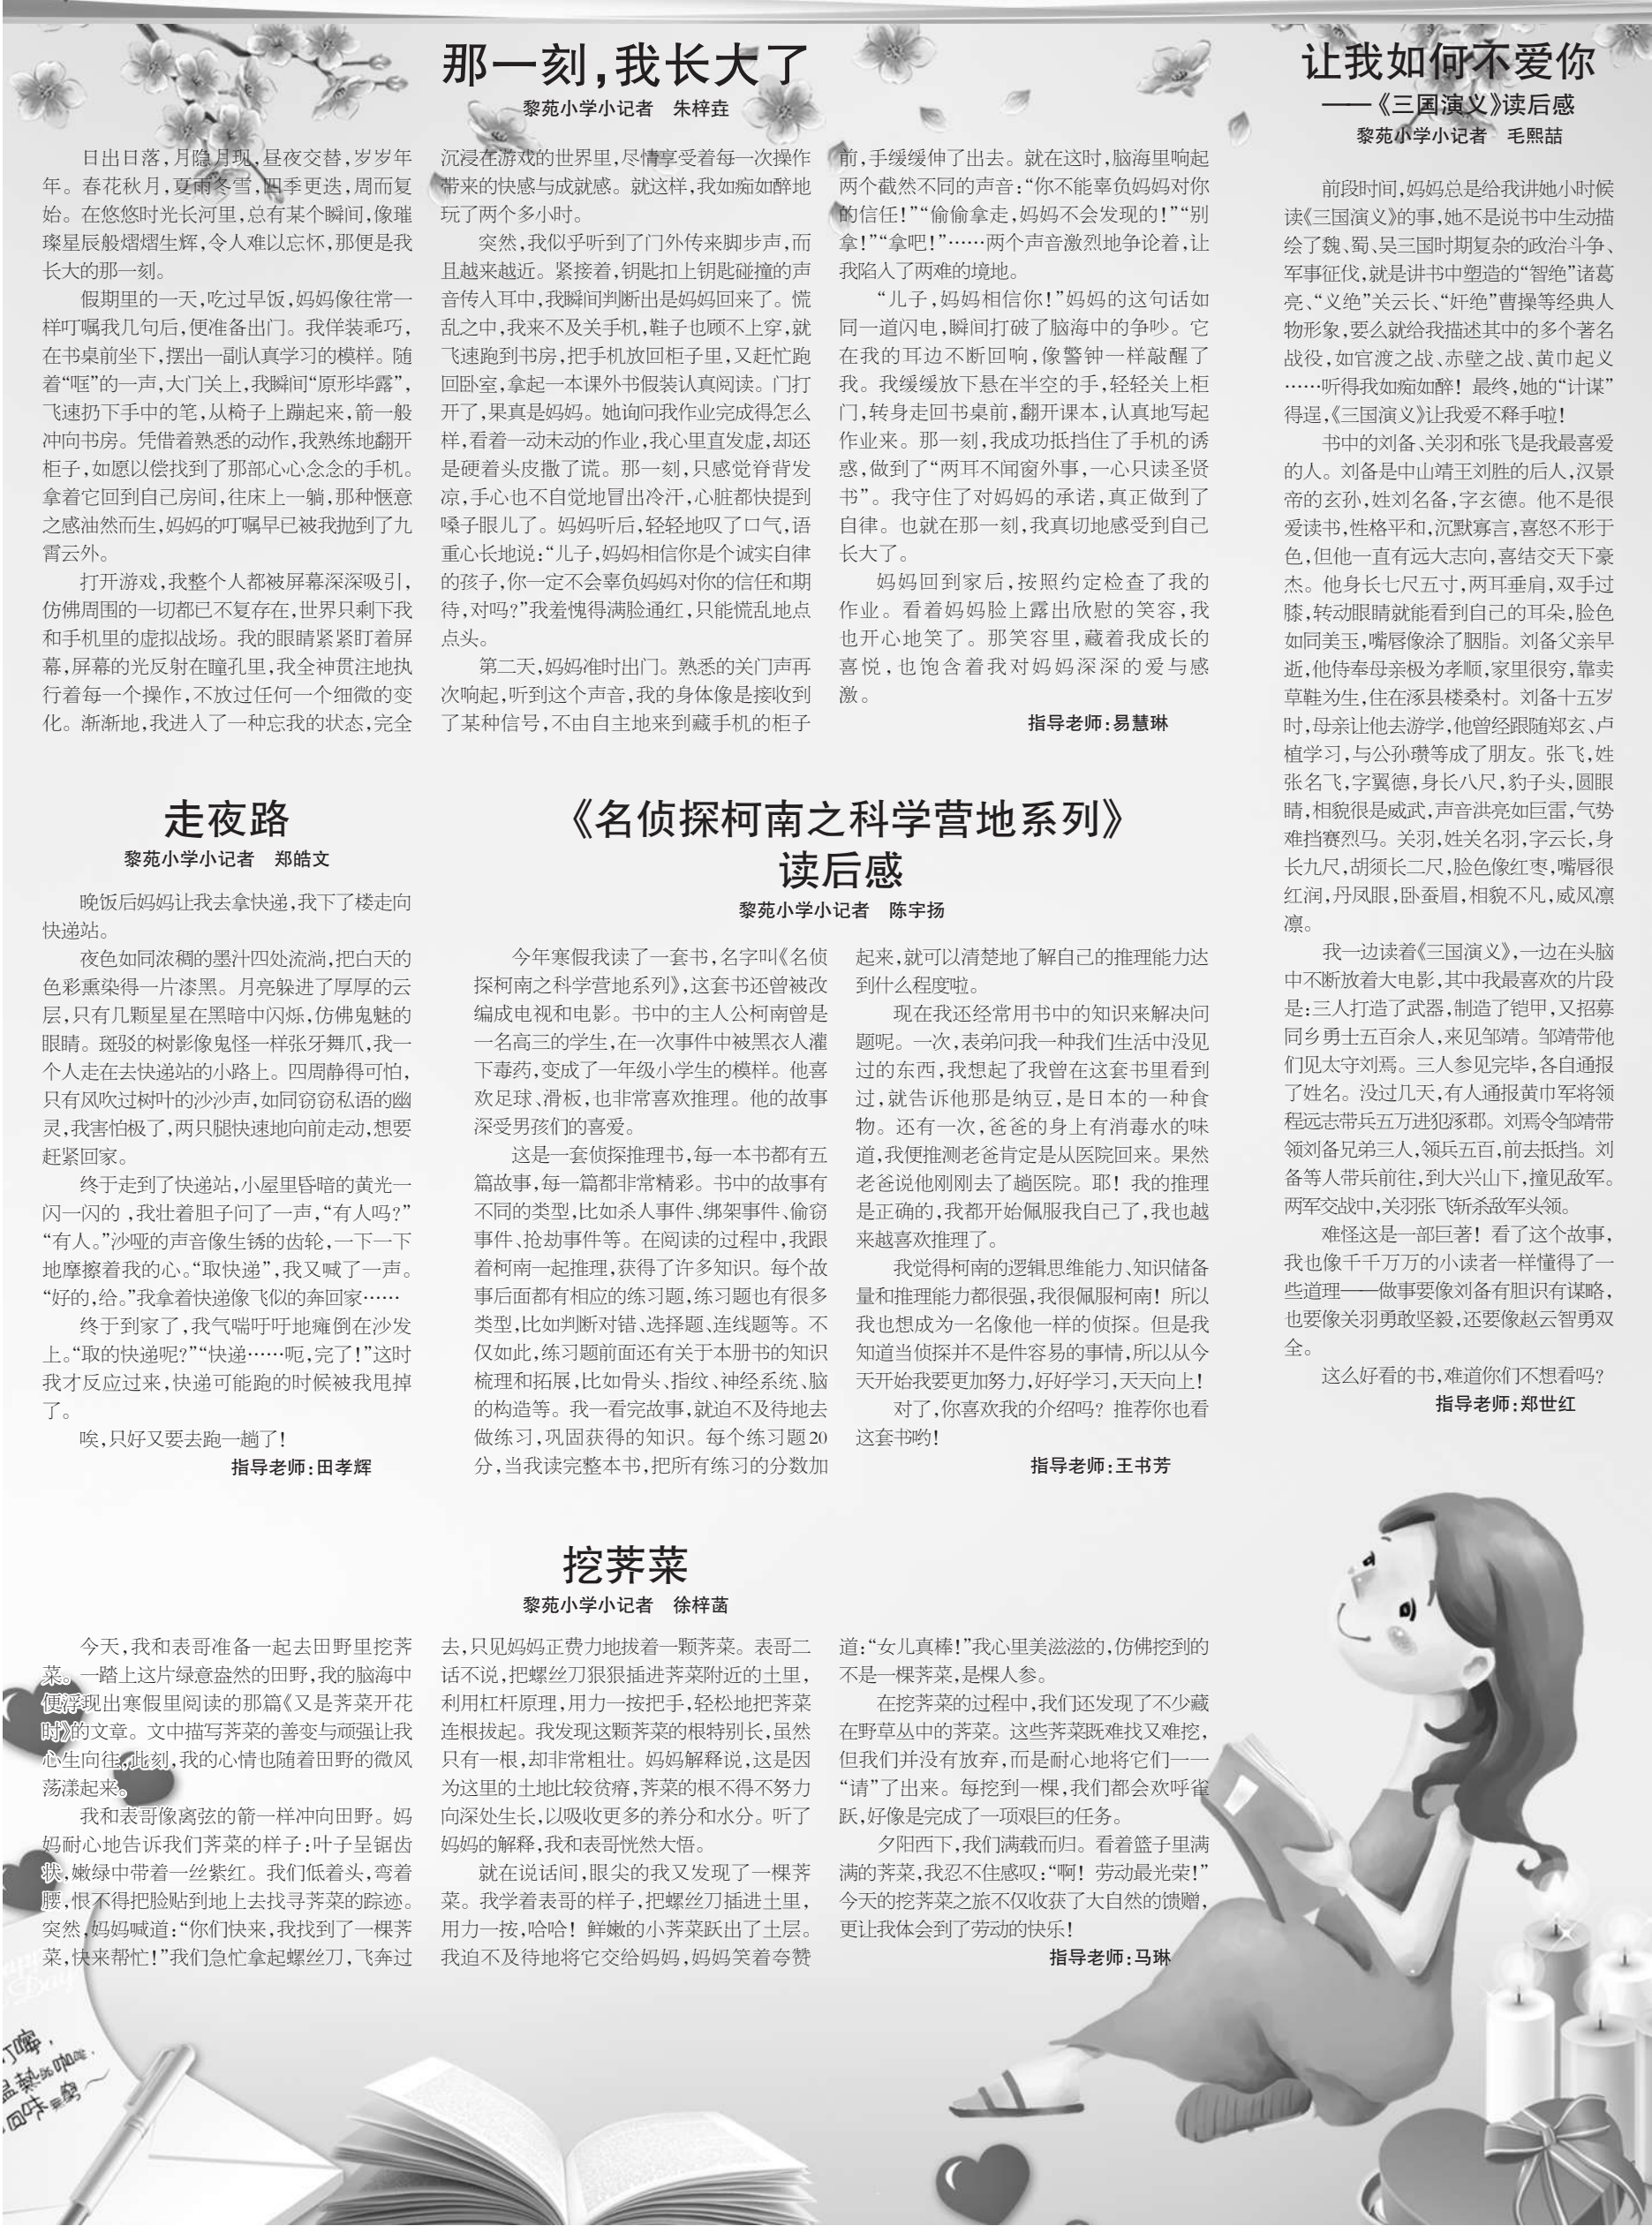 那一刻,我长大了
黎苑小学小记者 朱梓垚
日出日落,月隐月现,昼夜交替,岁岁年
年。春花秋月,夏雨冬雪,四季更迭,周而复
始。在悠悠时光长河里,总有某个瞬间,像璀
璨星辰般熠熠生辉,令人难以忘怀,那便是我
长大的那一刻。
假期里的一天,吃过早饭,妈妈像往常一
样叮嘱我几句后,便准备出门。我佯装乖巧,
在书桌前坐下,摆出一副认真学习的模样。随
着“哐”的一声,大门关上,我瞬间“原形毕露”,
飞速扔下手中的笔,从椅子上蹦起来,箭一般
冲向书房。凭借着熟悉的动作,我熟练地翻开
柜子,如愿以偿找到了那部心心念念的手机。
拿着它回到自己房间,往床上一躺,那种惬意
之感油然而生,妈妈的叮嘱早已被我抛到了九
霄云外。
打开游戏,我整个人都被屏幕深深吸引,
仿佛周围的一切都已不复存在,世界只剩下我
和手机里的虚拟战场。我的眼睛紧紧盯着屏
幕,屏幕的光反射在瞳孔里,我全神贯注地执
行着每一个操作,不放过任何一个细微的变
化。渐渐地,我进入了一种忘我的状态,完全
沉浸在游戏的世界里,尽情享受着每一次操作
带来的快感与成就感。就这样,我如痴如醉地
玩了两个多小时。
突然,我似乎听到了门外传来脚步声,而
且越来越近。紧接着,钥匙扣上钥匙碰撞的声
音传入耳中,我瞬间判断出是妈妈回来了。慌
乱之中,我来不及关手机,鞋子也顾不上穿,就
飞速跑到书房,把手机放回柜子里,又赶忙跑
回卧室,拿起一本课外书假装认真阅读。门打
开了,果真是妈妈。她询问我作业完成得怎么
样,看着一动未动的作业,我心里直发虚,却还
是硬着头皮撒了谎。那一刻,只感觉脊背发
凉,手心也不自觉地冒出冷汗,心脏都快提到
嗓子眼儿了。妈妈听后,轻轻地叹了口气,语
重心长地说:“儿子,妈妈相信你是个诚实自律
的孩子,你一定不会辜负妈妈对你的信任和期
待,对吗?”我羞愧得满脸通红,只能慌乱地点
点头。
第二天,妈妈准时出门。熟悉的关门声再
次响起,听到这个声音,我的身体像是接收到
了某种信号,不由自主地来到藏手机的柜子
前,手缓缓伸了出去。就在这时,脑海里响起
两个截然不同的声音:“你不能辜负妈妈对你
的信任!”“偷偷拿走,妈妈不会发现的!”“别
拿!”“拿吧!”……两个声音激烈地争论着,让
我陷入了两难的境地。
“儿子,妈妈相信你!”妈妈的这句话如
同一道闪电,瞬间打破了脑海中的争吵。它
在我的耳边不断回响,像警钟一样敲醒了
我。我缓缓放下悬在半空的手,轻轻关上柜
门,转身走回书桌前,翻开课本,认真地写起
作业来。那一刻,我成功抵挡住了手机的诱
惑,做到了“两耳不闻窗外事,一心只读圣贤
书”。我守住了对妈妈的承诺,真正做到了
自律。也就在那一刻,我真切地感受到自己
长大了。
妈妈回到家后,按照约定检查了我的
作业。看着妈妈脸上露出欣慰的笑容,我
也开心地笑了。那笑容里,藏着我成长的
喜悦,也饱含着我对妈妈深深的爱与感
激。
指导老师:易慧琳
让我如何不爱你
——《三国演义》读后感
黎苑小学小记者 毛熙喆
前段时间,妈妈总是给我讲她小时候
读《三国演义》的事,她不是说书中生动描
绘了魏、蜀、吴三国时期复杂的政治斗争、
军事征伐,就是讲书中塑造的“智绝”诸葛
亮、“义绝”关云长、“奸绝”曹操等经典人
物形象,要么就给我描述其中的多个著名
战役,如官渡之战、赤壁之战、黄巾起义
……听得我如痴如醉! 最终,她的“计谋”
得逞,《三国演义》让我爱不释手啦!
书中的刘备、关羽和张飞是我最喜爱
的人。刘备是中山靖王刘胜的后人,汉景
帝的玄孙,姓刘名备,字玄德。他不是很
爱读书,性格平和,沉默寡言,喜怒不形于
色,但他一直有远大志向,喜结交天下豪
杰。他身长七尺五寸,两耳垂肩,双手过
膝,转动眼睛就能看到自己的耳朵,脸色
如同美玉,嘴唇像涂了胭脂。刘备父亲早
逝,他侍奉母亲极为孝顺,家里很穷,靠卖
草鞋为生,住在涿县楼桑村。刘备十五岁
时,母亲让他去游学,他曾经跟随郑玄、卢
植学习,与公孙瓒等成了朋友。张飞,姓
张名飞,字翼德,身长八尺,豹子头,圆眼
睛,相貌很是威武,声音洪亮如巨雷,气势
难挡赛烈马。关羽,姓关名羽,字云长,身
长九尺,胡须长二尺,脸色像红枣,嘴唇很
红润,丹凤眼,卧蚕眉,相貌不凡,威风凛
凛。
我一边读着《三国演义》,一边在头脑
中不断放着大电影,其中我最喜欢的片段
是:三人打造了武器,制造了铠甲,又招募
同乡勇士五百余人,来见邹靖。邹靖带他
们见太守刘焉。三人参见完毕,各自通报
了姓名。没过几天,有人通报黄巾军将领
程远志带兵五万进犯涿郡。刘焉令邹靖带
领刘备兄弟三人,领兵五百,前去抵挡。刘
备等人带兵前往,到大兴山下,撞见敌军。
两军交战中,关羽张飞斩杀敌军头领。
难怪这是一部巨著! 看了这个故事,
我也像千千万万的小读者一样懂得了一
些道理——做事要像刘备有胆识有谋略,
也要像关羽勇敢坚毅,还要像赵云智勇双
全。
这么好看的书,难道你们不想看吗?
指导老师:郑世红
走夜路
黎苑小学小记者 郑皓文
晚饭后妈妈让我去拿快递,我下了楼走向
快递站。
夜色如同浓稠的墨汁四处流淌,把白天的
色彩熏染得一片漆黑。月亮躲进了厚厚的云
层,只有几颗星星在黑暗中闪烁,仿佛鬼魅的
眼睛。斑驳的树影像鬼怪一样张牙舞爪,我一
个人走在去快递站的小路上。四周静得可怕,
只有风吹过树叶的沙沙声,如同窃窃私语的幽
灵,我害怕极了,两只腿快速地向前走动,想要
赶紧回家。
终于走到了快递站,小屋里昏暗的黄光一
闪一闪的 ,我壮着胆子问了一声,“有人吗?”
“有人。”沙哑的声音像生锈的齿轮,一下一下
地摩擦着我的心。“取快递”,我又喊了一声。
“好的,给。”我拿着快递像飞似的奔回家……
终于到家了,我气喘吁吁地瘫倒在沙发
上。“取的快递呢?”“快递……呃,完了!”这时
我才反应过来,快递可能跑的时候被我甩掉
了。
唉,只好又要去跑一趟了!
指导老师:田孝辉
《名侦探柯南之科学营地系列》
读后感
黎苑小学小记者 陈宇扬
今年寒假我读了一套书,名字叫《名侦
探柯南之科学营地系列》,这套书还曾被改
编成电视和电影。书中的主人公柯南曾是
一名高三的学生,在一次事件中被黑衣人灌
下毒药,变成了一年级小学生的模样。他喜
欢足球、滑板,也非常喜欢推理。他的故事
深受男孩们的喜爱。
这是一套侦探推理书,每一本书都有五
篇故事,每一篇都非常精彩。书中的故事有
不同的类型,比如杀人事件、绑架事件、偷窃
事件、抢劫事件等。在阅读的过程中,我跟
着柯南一起推理,获得了许多知识。每个故
事后面都有相应的练习题,练习题也有很多
类型,比如判断对错、选择题、连线题等。不
仅如此,练习题前面还有关于本册书的知识
梳理和拓展,比如骨头、指纹、神经系统、脑
的构造等。我一看完故事,就迫不及待地去
做练习,巩固获得的知识。每个练习题20
分,当我读完整本书,把所有练习的分数加
起来,就可以清楚地了解自己的推理能力达
到什么程度啦。
现在我还经常用书中的知识来解决问
题呢。一次,表弟问我一种我们生活中没见
过的东西,我想起了我曾在这套书里看到
过,就告诉他那是纳豆,是日本的一种食
物。还有一次,爸爸的身上有消毒水的味
道,我便推测老爸肯定是从医院回来。果然
老爸说他刚刚去了趟医院。耶! 我的推理
是正确的,我都开始佩服我自己了,我也越
来越喜欢推理了。
我觉得柯南的逻辑思维能力、知识储备
量和推理能力都很强,我很佩服柯南! 所以
我也想成为一名像他一样的侦探。但是我
知道当侦探并不是件容易的事情,所以从今
天开始我要更加努力,好好学习,天天向上!
对了,你喜欢我的介绍吗? 推荐你也看
这套书哟!
指导老师:王书芳
挖荠菜
黎苑小学小记者 徐梓菡
今天,我和表哥准备一起去田野里挖荠
菜。一踏上这片绿意盎然的田野,我的脑海中
便浮现出寒假里阅读的那篇《又是荠菜开花
时》的文章。文中描写荠菜的善变与顽强让我
心生向往,此刻,我的心情也随着田野的微风
荡漾起来。
我和表哥像离弦的箭一样冲向田野。妈
妈耐心地告诉我们荠菜的样子:叶子呈锯齿
状,嫩绿中带着一丝紫红。我们低着头,弯着
腰,恨不得把脸贴到地上去找寻荠菜的踪迹。
突然,妈妈喊道:“你们快来,我找到了一棵荠
菜,快来帮忙!”我们急忙拿起螺丝刀,飞奔过
去,只见妈妈正费力地拔着一颗荠菜。表哥二
话不说,把螺丝刀狠狠插进荠菜附近的土里,
利用杠杆原理,用力一按把手,轻松地把荠菜
连根拔起。我发现这颗荠菜的根特别长,虽然
只有一根,却非常粗壮。妈妈解释说,这是因
为这里的土地比较贫瘠,荠菜的根不得不努力
向深处生长,以吸收更多的养分和水分。听了
妈妈的解释,我和表哥恍然大悟。
就在说话间,眼尖的我又发现了一棵荠
菜。我学着表哥的样子,把螺丝刀插进土里,
用力一按,哈哈! 鲜嫩的小荠菜跃出了土层。
我迫不及待地将它交给妈妈,妈妈笑着夸赞
道:“女儿真棒!”我心里美滋滋的,仿佛挖到的
不是一棵荠菜,是棵人参。
在挖荠菜的过程中,我们还发现了不少藏
在野草丛中的荠菜。这些荠菜既难找又难挖,
但我们并没有放弃,而是耐心地将它们一一
“请”了出来。每挖到一棵,我们都会欢呼雀
跃,好像是完成了一项艰巨的任务。
夕阳西下,我们满载而归。看着篮子里满
满的荠菜,我忍不住感叹:“啊! 劳动最光荣!”
今天的挖荠菜之旅不仅收获了大自然的馈赠,
更让我体会到了劳动的快乐!
指导老师:马琳